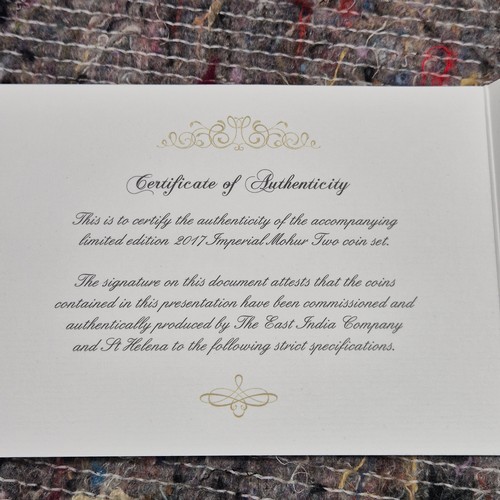 Certificate of Authenticity
This is to certify the authenticity of the accompanying
limited edition 2017 Imperial Mohur Two coin set.
The signature on this document attests that the coins
contained in this presentation have been commissioned and
authentically produced by The East India Company
and St Helena to the following strict specifications.